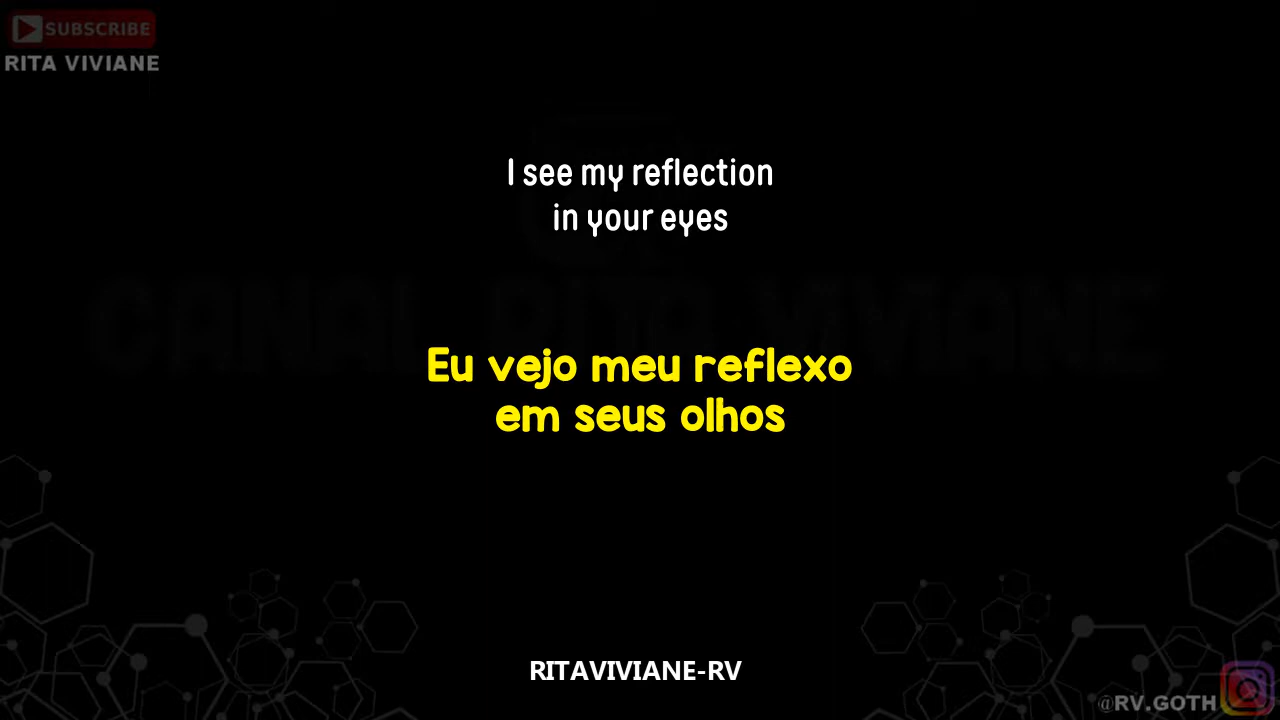 SUBSCRIBE
RITA VIVIANE
I see my reflection
in your eyes
CANAL RITA VIVIANE
Eu vejo meu reflexo
em seus olhos
RITAVIVIANE-RV
@RV.GOTH